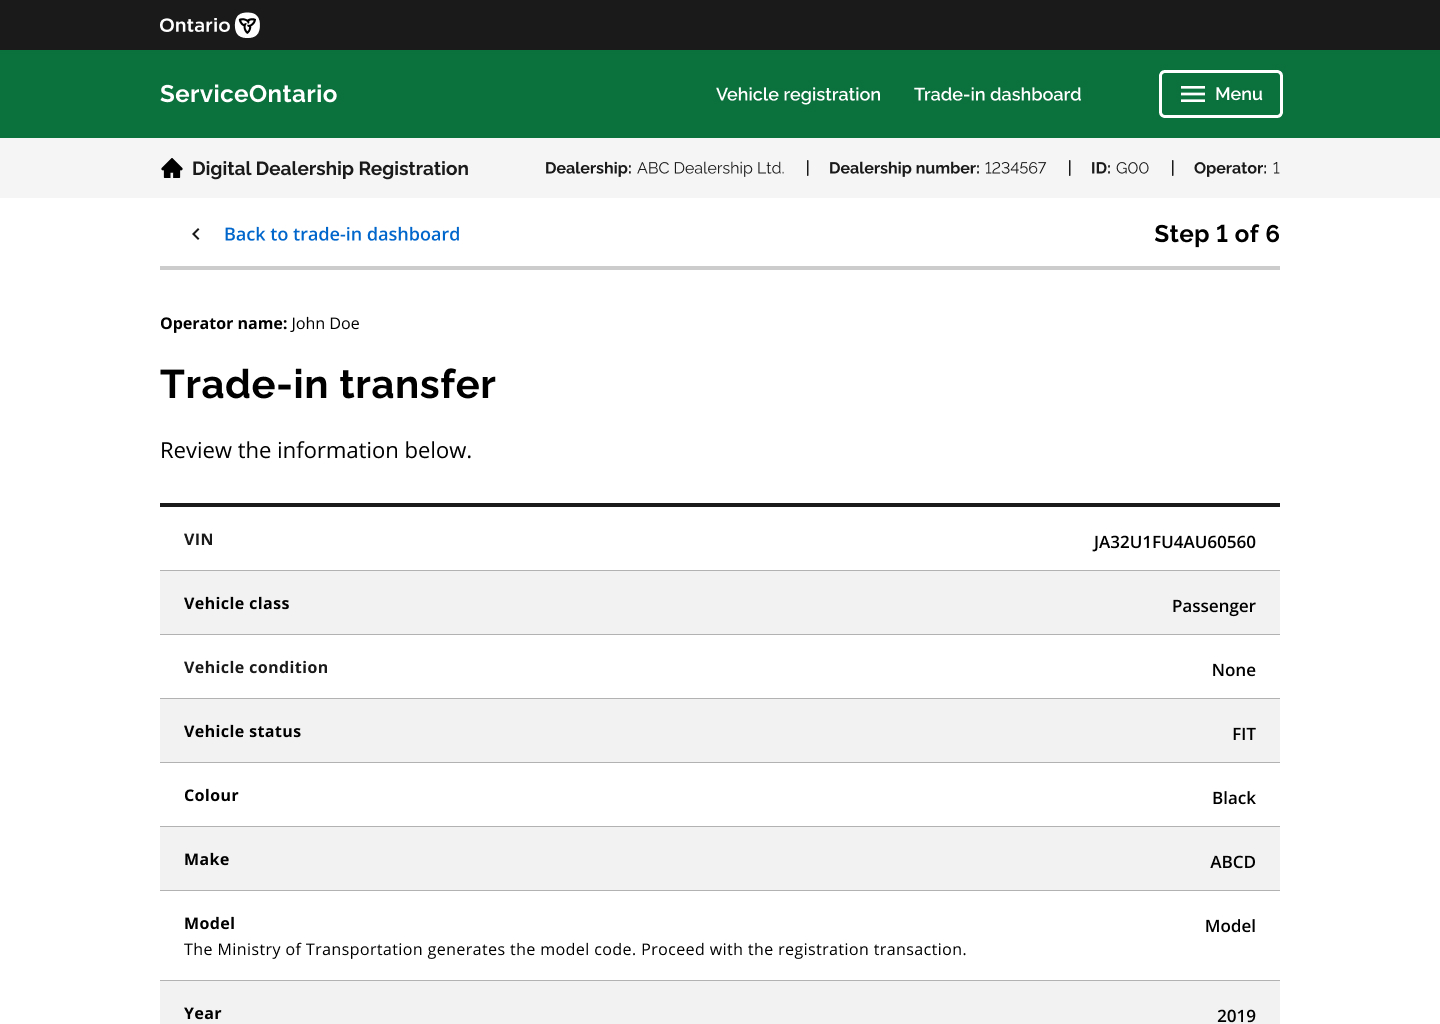 Ontario
ServiceOntario
Vehicle registration
Trade-in dashboard
Menu
Digital Dealership Registration
Dealership: ABC Dealership Ltd. | Dealership number: 1234567 | ID: G00 | Operator: 1
Back to trade-in dashboard
Step 1 of 6
Operator name: John Doe
Trade-in transfer
Review the information below.
VIN JA32U1FU4AU60560
Vehicle class Passenger
Vehicle condition None
Vehicle status FIT
Colour Black
Make ABCD
Model Model
The Ministry of Transportation generates the model code. Proceed with the registration transaction.
Year 2019